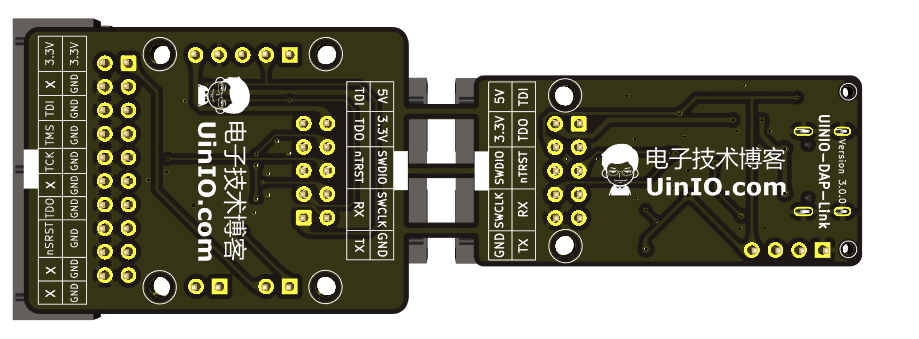 3.3V 3.3V
X GND
TDI GND
TMS GND
X GND
TCK GND
X GND
TDO GND
nSRST GND
X GND
X GND
电子技术博客
UinIO.com
TDI 5V
TDO 3.3V
nTRST SWDIO
RX SWCLK
TX GND
5V TDI
3.3V TDO
SWDIO nTRST
SWCLK RX
GND TX
电子技术博客
UinIO.com
UINIO-DAP-Link
Version 3.0.0